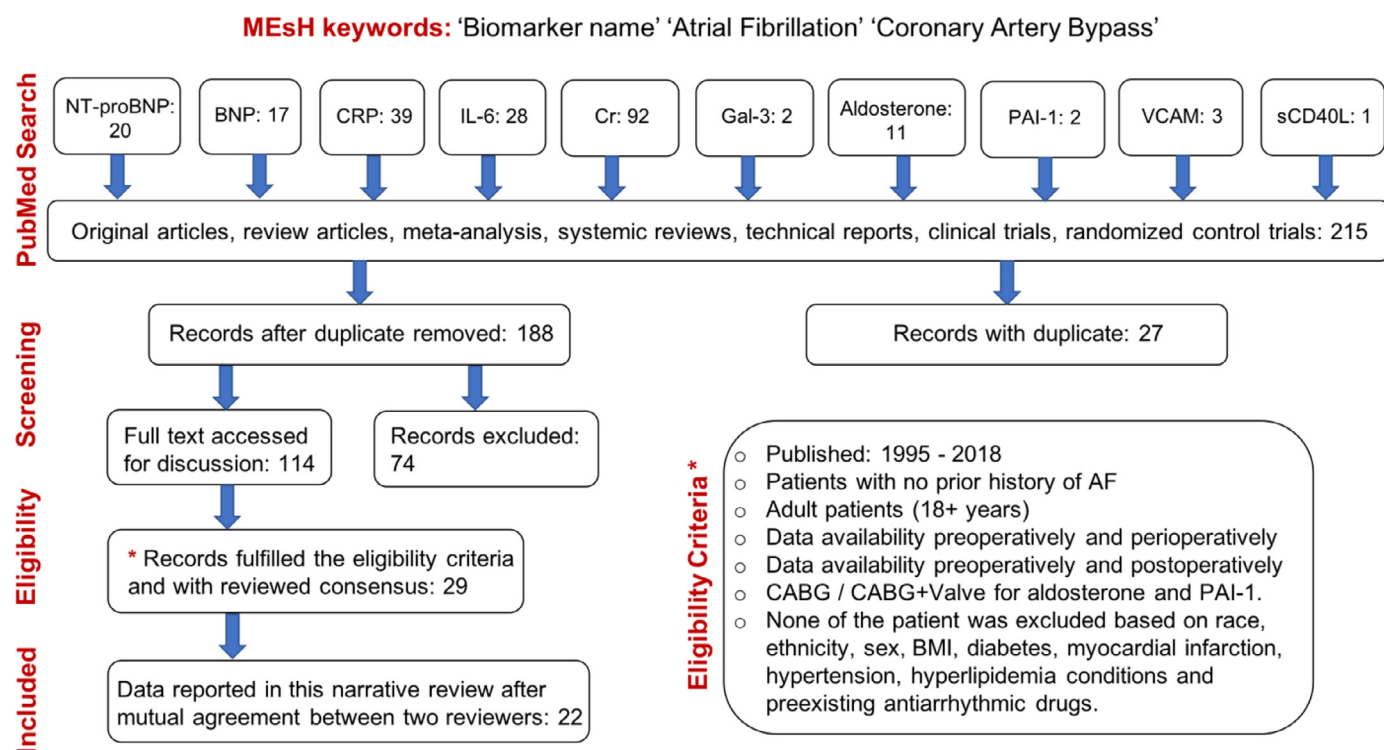 MEsH keywords: ‘Biomarker name’ ‘Atrial Fibrillation’ ‘Coronary Artery Bypass’
PubMed Search
NT-proBNP:
20
BNP: 17
CRP: 39
IL-6: 28
Cr: 92
Gal-3: 2
Aldosterone:
11
PAI-1: 2
VCAM: 3
sCD40L: 1
Original articles, review articles, meta-analysis, systemic reviews, technical reports, clinical trials, randomized control trials: 215
Screening
Records after duplicate removed: 188
Records with duplicate: 27
Full text accessed
for discussion: 114
Records excluded:
74
Eligibility
* Records fulfilled the eligibility criteria
and with reviewed consensus: 29
Included
Data reported in this narrative review after
mutual agreement between two reviewers: 22
Eligibility Criteria *
○ Published: 1995 - 2018
○ Patients with no prior history of AF
○ Adult patients (18+ years)
○ Data availability preoperatively and perioperatively
○ Data availability preoperatively and postoperatively
○ CABG / CABG+Valve for aldosterone and PAI-1.
○ None of the patient was excluded based on race,
ethnicity, sex, BMI, diabetes, myocardial infarction,
hypertension, hyperlipidemia conditions and
preexisting antiarrhythmic drugs.